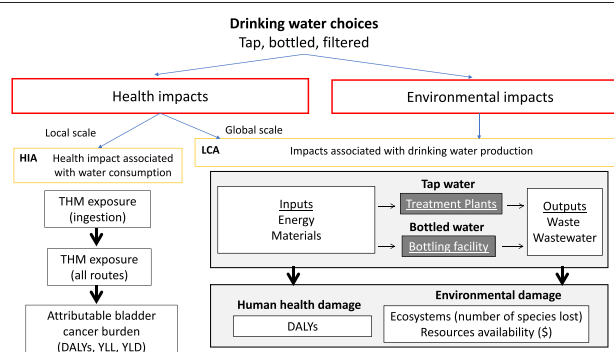 Drinking water choices
Tap, bottled, filtered
Health impacts
Environmental impacts
Local scale
Global scale
HIA
Health impact associated
with water consumption
LCA
Impacts associated with drinking water production
THM exposure
(ingestion)
THM exposure
(all routes)
Attributable bladder
cancer burden
(DALYs, YLL, YLD)
Inputs
Energy
Materials
Tap water
Treatment Plants
Bottled water
Bottling facility
Outputs
Waste
Wastewater
Human health damage
DALYs
Environmental damage
Ecosystems (number of species lost)
Resources availability ($)